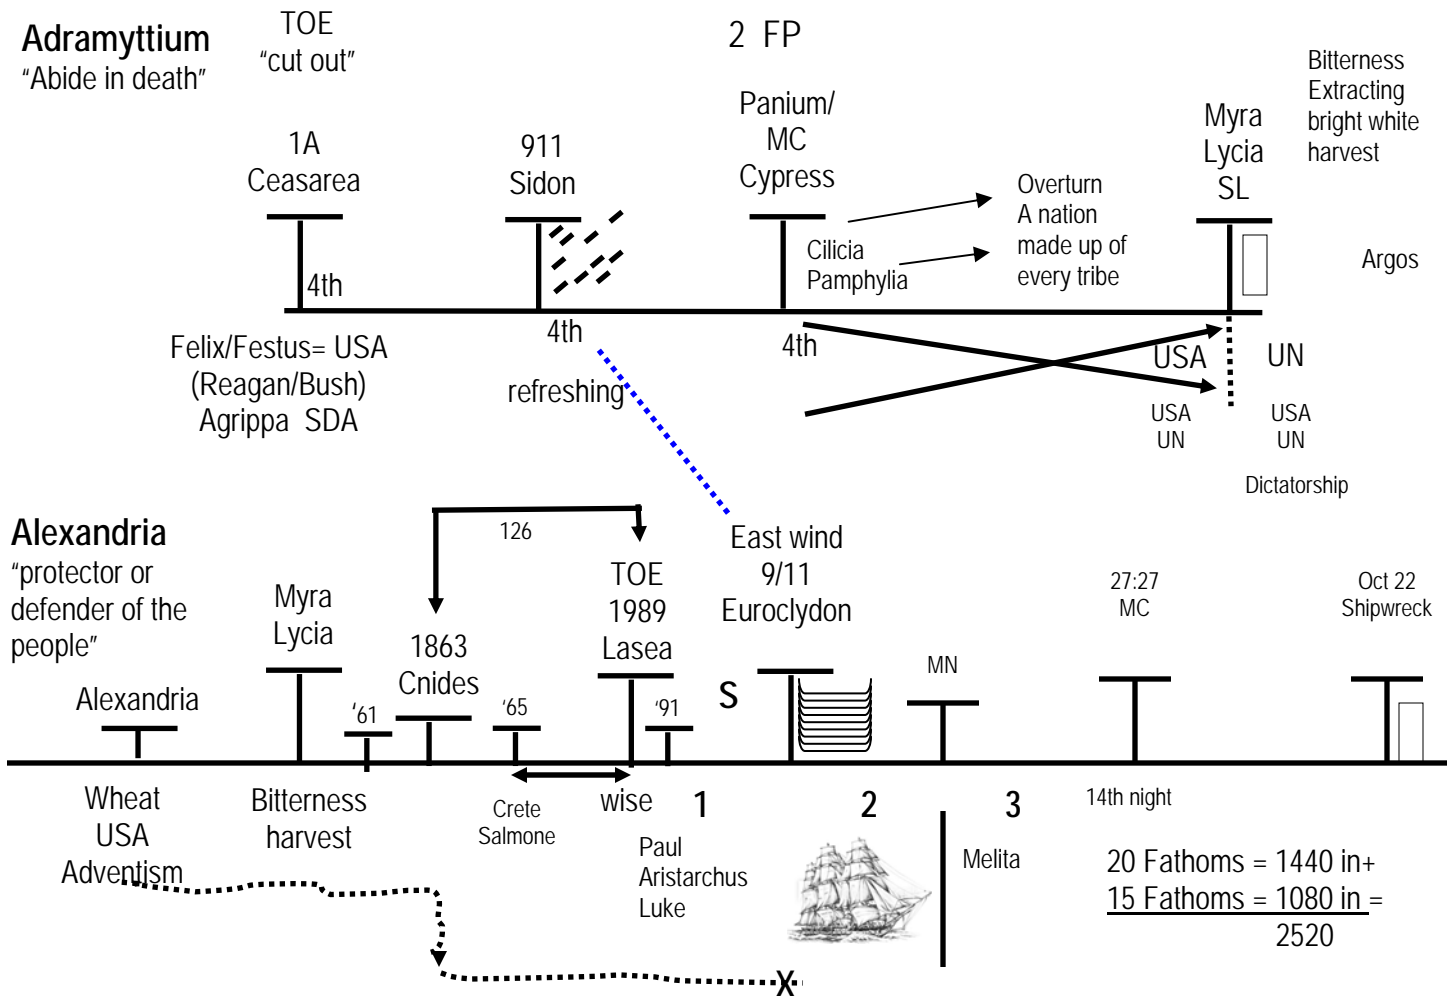 Adramyttium
"Abide in death"
TOE
"cut out"
2 FP
Bitterness
Extracting
bright white
harvest
1A
Ceasarea
911
Sidon
Panium/
MC
Cypress
Myra
Lycia
SL
Overturn
A nation
made up of
every tribe
Cilicia
Pamphylia
Argos
4th
4th
4th
Felix/Festus= USA
(Reagan/Bush)
Agrippa SDA
refreshing
USA
UN
USA
UN
USA
UN
Dictatorship
Alexandria
"protector or
defender of the
people"
126
East wind
9/11
Euroclydon
TOE
1989
Lasea
Myra
Lycia
1863
Cnides
27:27
MC
Oct 22
Shipwreck
Alexandria
'61
'65
'91
S
MN
Wheat
USA
Adventism
Bitterness
harvest
Crete
Salmone
wise
1
2
3
14th night
Paul
Aristarchus
Luke
Melita
20 Fathoms = 1440 in+
15 Fathoms = 1080 in =
2520
X